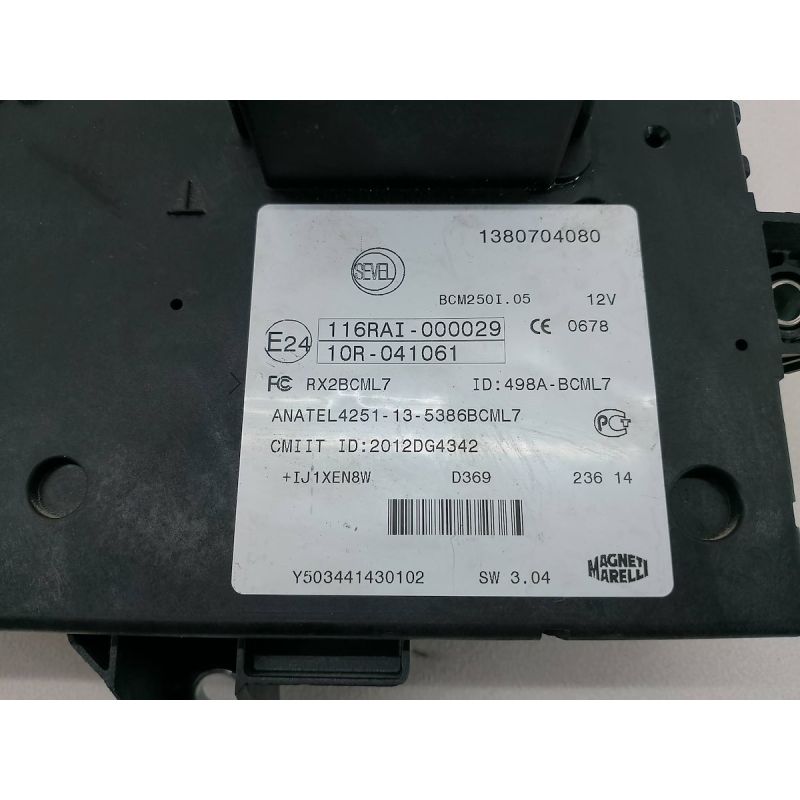 1380704080
SEVEL
BCM250I.05 12V
E24 116RAI-000029 CE 0678
10R-041061
FC RX2BCML7 ID:498A-BCML7
ANATEL4251-13-5386BCML7 PCT
CMIIT ID:2012DG4342
+IJ1XEN8W D369 236 14
Y503441430102 SW 3.04 MAGNETI MARELLI